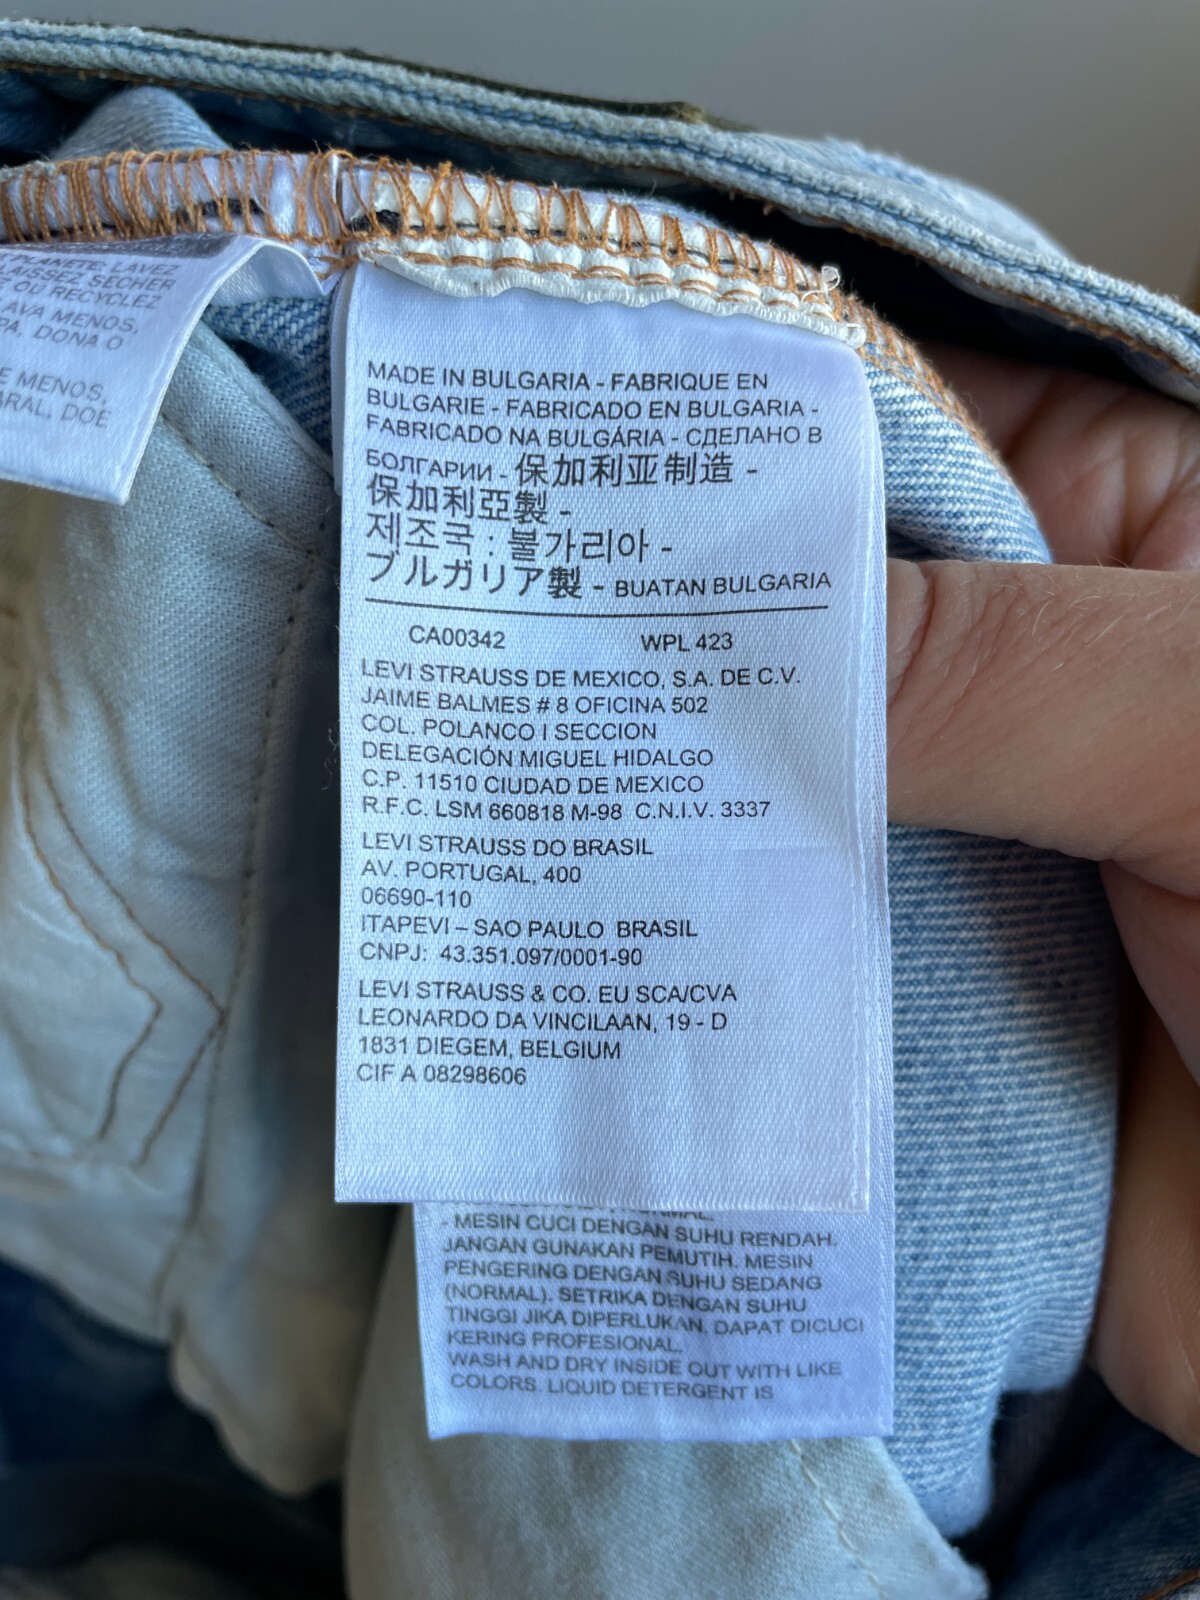 PLANETE, LAVEZ
LAISSEZ SECHER
OU RECYCLEZ
AVA MENOS,
PA, DONA O
E MENOS,
ARAL, DOE
MADE IN BULGARIA - FABRIQUE EN
BULGARIE - FABRICADO EN BULGARIA -
FABRICADO NA BULGÁRIA - СДЕЛАНО В
БОЛГАРИИ - 保加利亚制造 -
保加利亞製 -
제조국 : 불가리아 -
ブルガリア製 - BUATAN BULGARIA
CA00342 WPL 423
LEVI STRAUSS DE MEXICO, S.A. DE C.V.
JAIME BALMES # 8 OFICINA 502
COL. POLANCO I SECCION
DELEGACIÓN MIGUEL HIDALGO
C.P. 11510 CIUDAD DE MEXICO
R.F.C. LSM 660818 M-98 C.N.I.V. 3337
LEVI STRAUSS DO BRASIL
AV. PORTUGAL, 400
06690-110
ITAPEVI – SAO PAULO BRASIL
CNPJ: 43.351.097/0001-90
LEVI STRAUSS & CO. EU SCA/CVA
LEONARDO DA VINCILAAN, 19 - D
1831 DIEGEM, BELGIUM
CIF A 08298606
- MESIN CUCI DENGAN SUHU RENDAH.
JANGAN GUNAKAN PEMUTIH. MESIN
PENGERING DENGAN SUHU SEDANG
(NORMAL). SETRIKA DENGAN SUHU
TINGGI JIKA DIPERLUKAN. DAPAT DICUCI
KERING PROFESIONAL.
WASH AND DRY INSIDE OUT WITH LIKE
COLORS. LIQUID DETERGENT IS